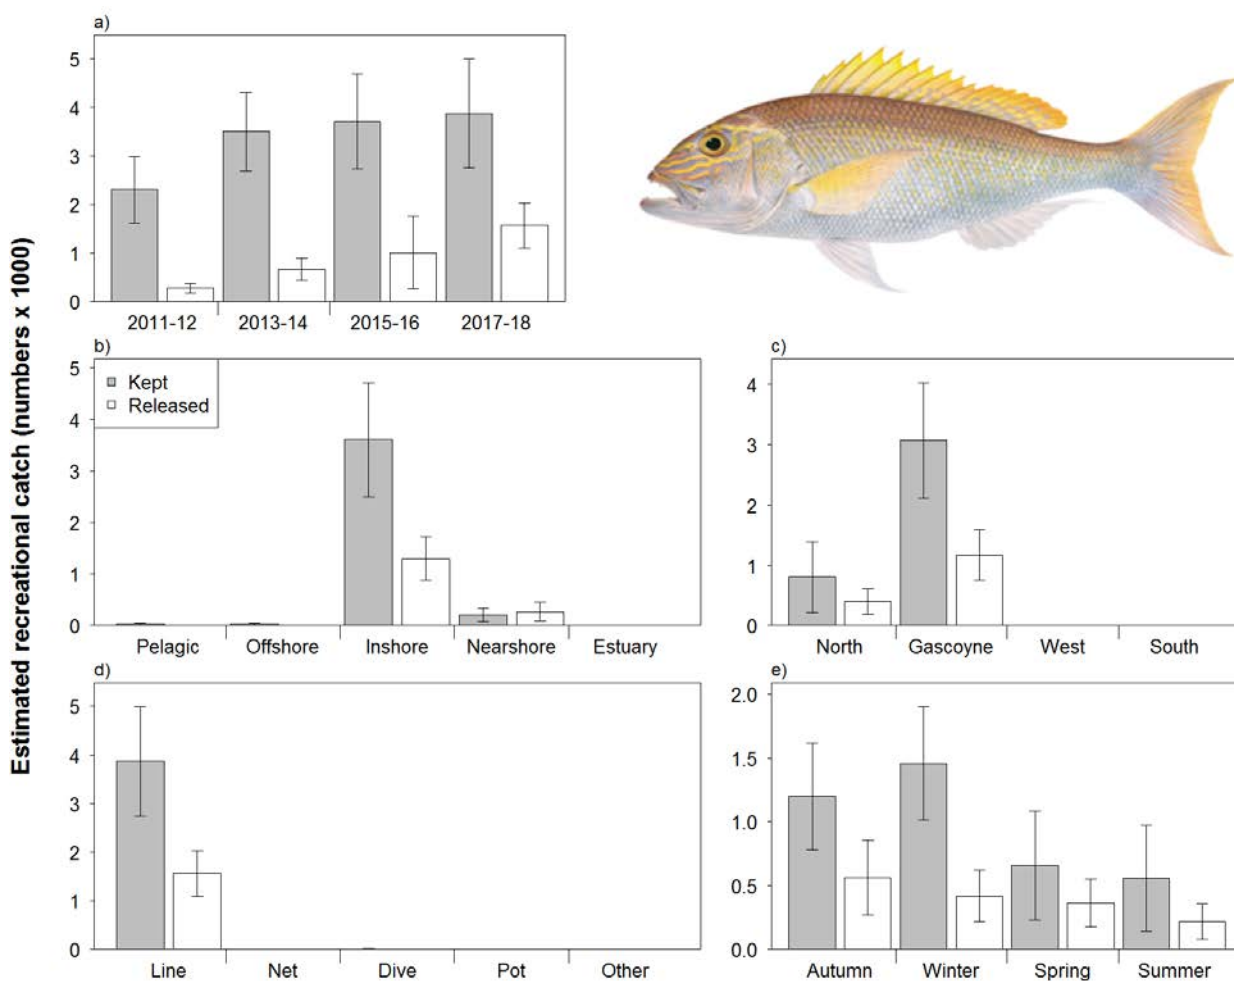 Estimated recreational catch (numbers x 1000)
a)
5
4
3
2
1
0
2011-12 2013-14 2015-16 2017-18
b)
5
4
3
2
1
0
Kept
Released
Pelagic Offshore Inshore Nearshore Estuary
c)
4
3
2
1
0
North Gascoyne West South
d)
5
4
3
2
1
0
Line Net Dive Pot Other
e)
2.0
1.5
1.0
0.5
0.0
Autumn Winter Spring Summer